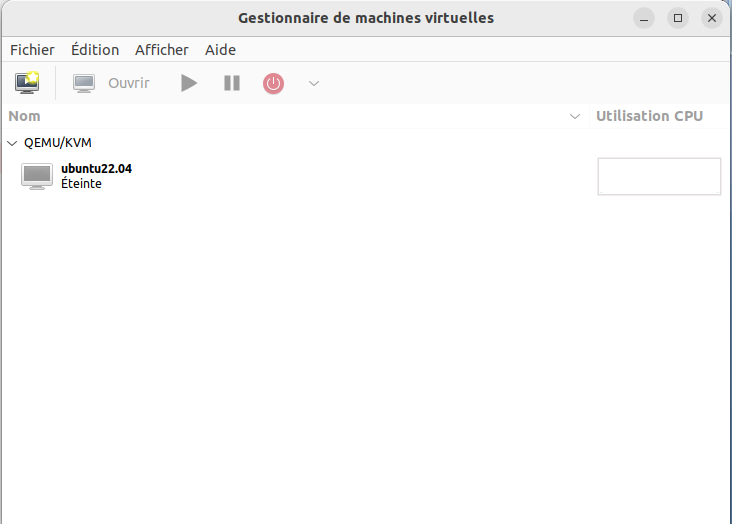 Gestionnaire de machines virtuelles
Fichier Édition Afficher Aide
Ouvrir
Nom Utilisation CPU
QEMU/KVM
ubuntu22.04
Éteinte